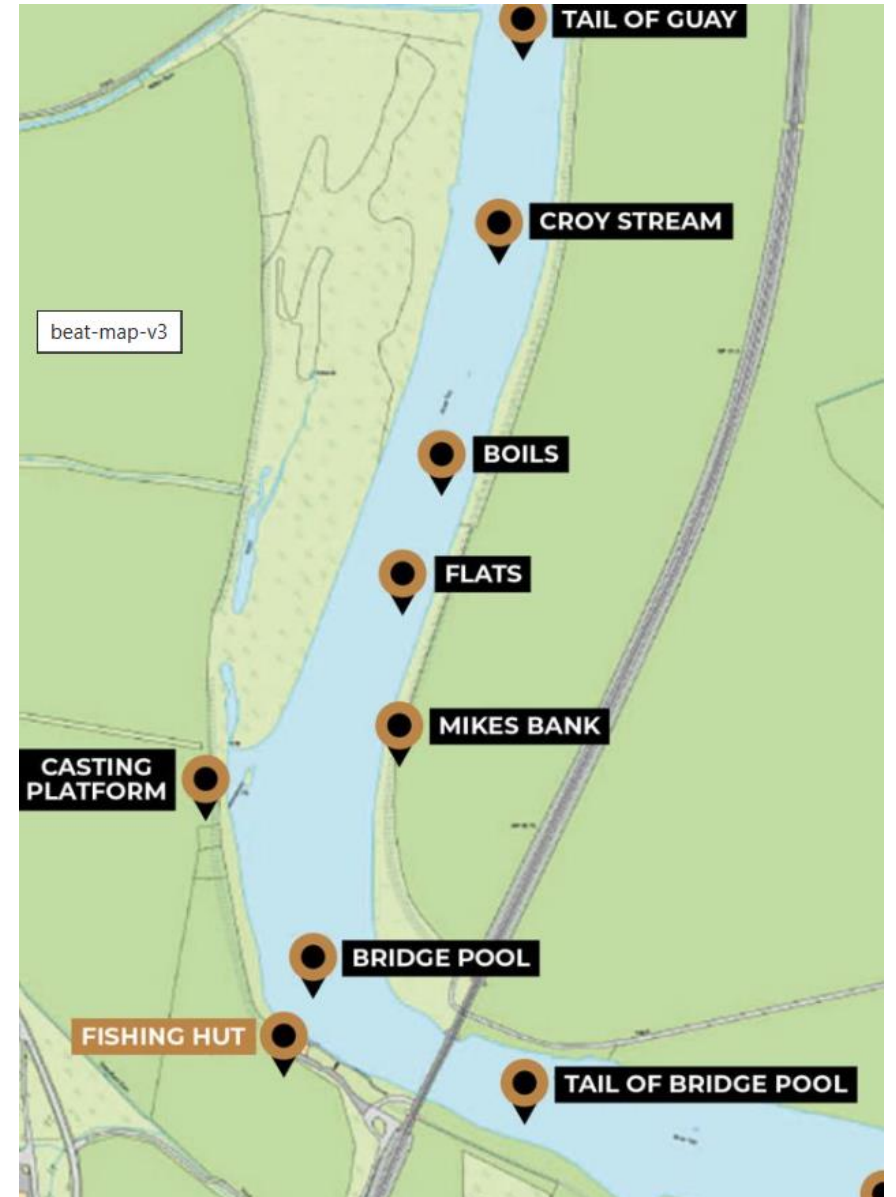 TAIL OF GUAY
CROY STREAM
beat-map-v3
BOILS
FLATS
MIKES BANK
CASTING
PLATFORM
BRIDGE POOL
FISHING HUT
TAIL OF BRIDGE POOL